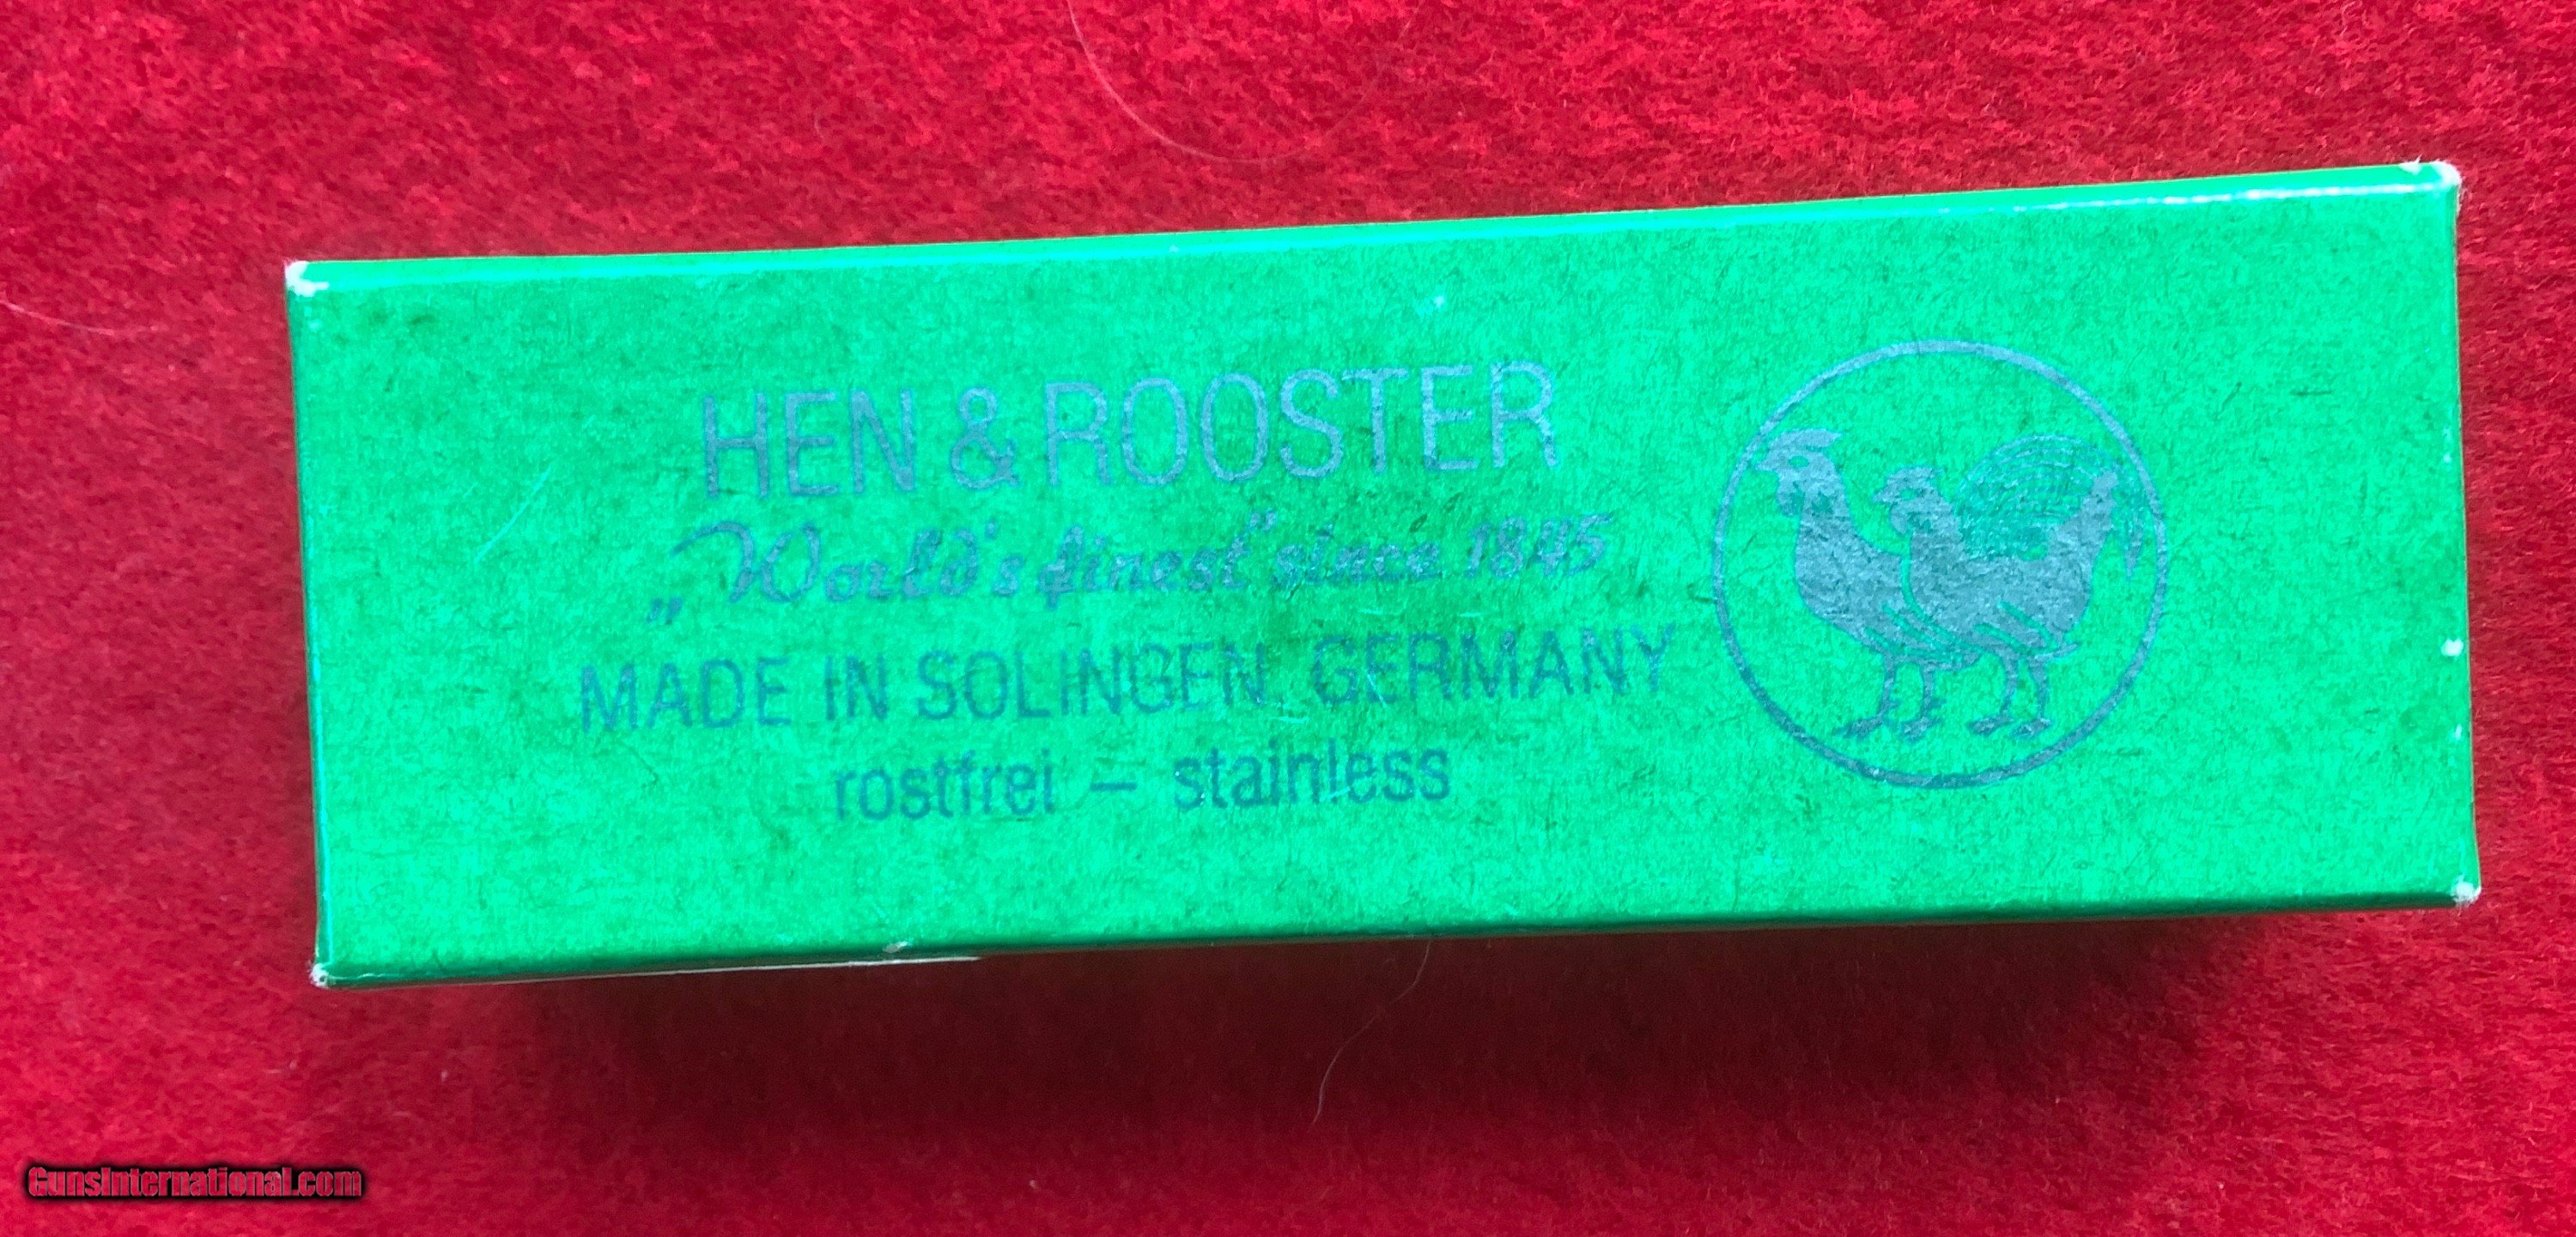 HEN & ROOSTER
„World's finest" since 1845
MADE IN SOLINGEN, GERMANY
rostfrei – stainless
GunsInternational.com